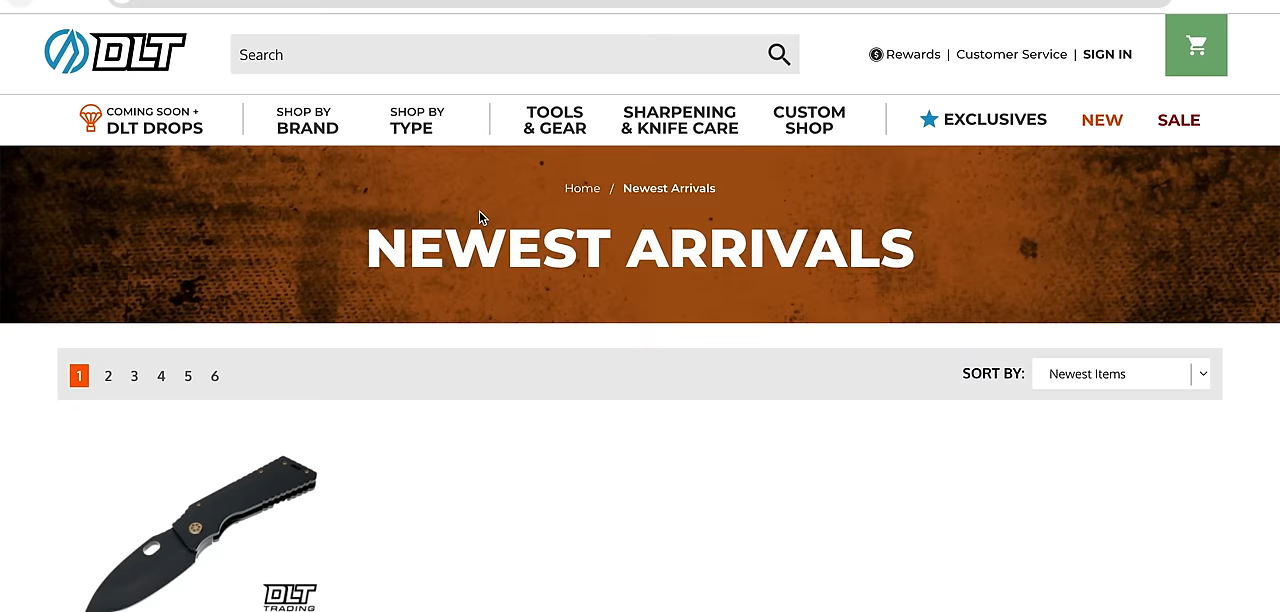 DLT
Search
Rewards | Customer Service | SIGN IN
COMING SOON +
DLT DROPS
SHOP BY
BRAND
SHOP BY
TYPE
TOOLS
& GEAR
SHARPENING
& KNIFE CARE
CUSTOM
SHOP
EXCLUSIVES
NEW
SALE
Home / Newest Arrivals
NEWEST ARRIVALS
1 2 3 4 5 6
SORT BY: Newest Items
DLT
TRADING